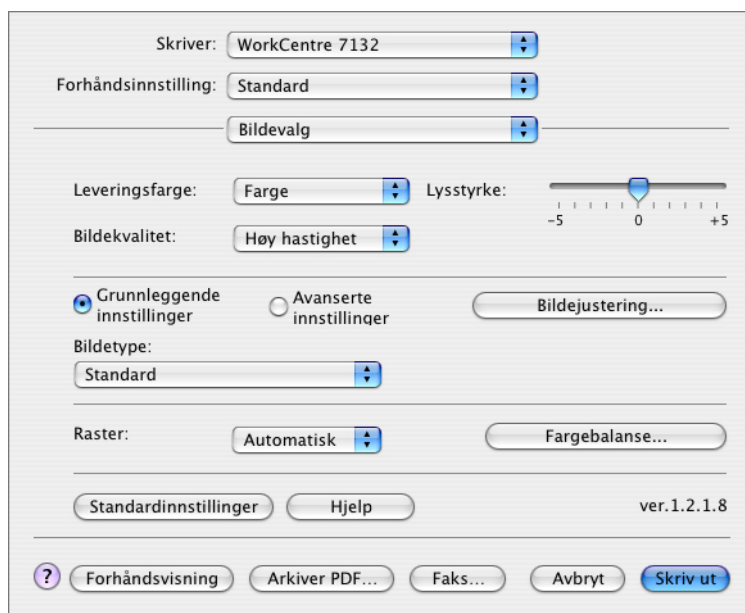 Skriver: WorkCentre 7132
Forhåndsinnstilling: Standard
Bildevalg
Leveringsfarge: Farge Lysstyrke:
-5 0 +5
Bildekvalitet: Høy hastighet
Grunnleggende innstillinger
Avanserte innstillinger
Bildejustering...
Bildetype:
Standard
Raster: Automatisk Fargebalanse...
Standardinnstillinger Hjelp ver.1.2.1.8
? Forhåndsvisning Arkiver PDF... Faks... Avbryt Skriv ut